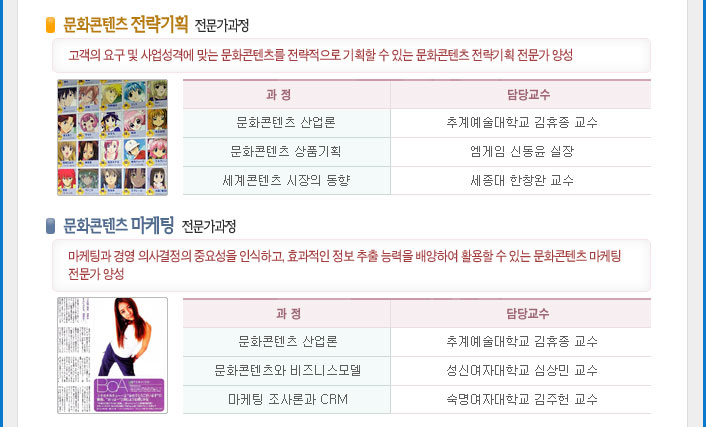 문화콘텐츠 전략기획 전문가과정
고객의 요구 및 사업성격에 맞는 문화콘텐츠를 전략적으로 기획할 수 있는 문화콘텐츠 전략기획 전문가 양성
과 정 담당교수
문화콘텐츠 산업론 추계예술대학교 김휴종 교수
문화콘텐츠 상품기획 엠게임 신동윤 실장
세계콘텐츠 시장의 동향 세종대 한창완 교수
문화콘텐츠 마케팅 전문가과정
마케팅과 경영 의사결정의 중요성을 인식하고, 효과적인 정보 추출 능력을 배양하여 활용할 수 있는 문화콘텐츠 마케팅
전문가 양성
과 정 담당교수
문화콘텐츠 산업론 추계예술대학교 김휴종 교수
문화콘텐츠와 비즈니스모델 성신여자대학교 심상민 교수
마케팅 조사론과 CRM 숙명여자대학교 김주헌 교수
BoA